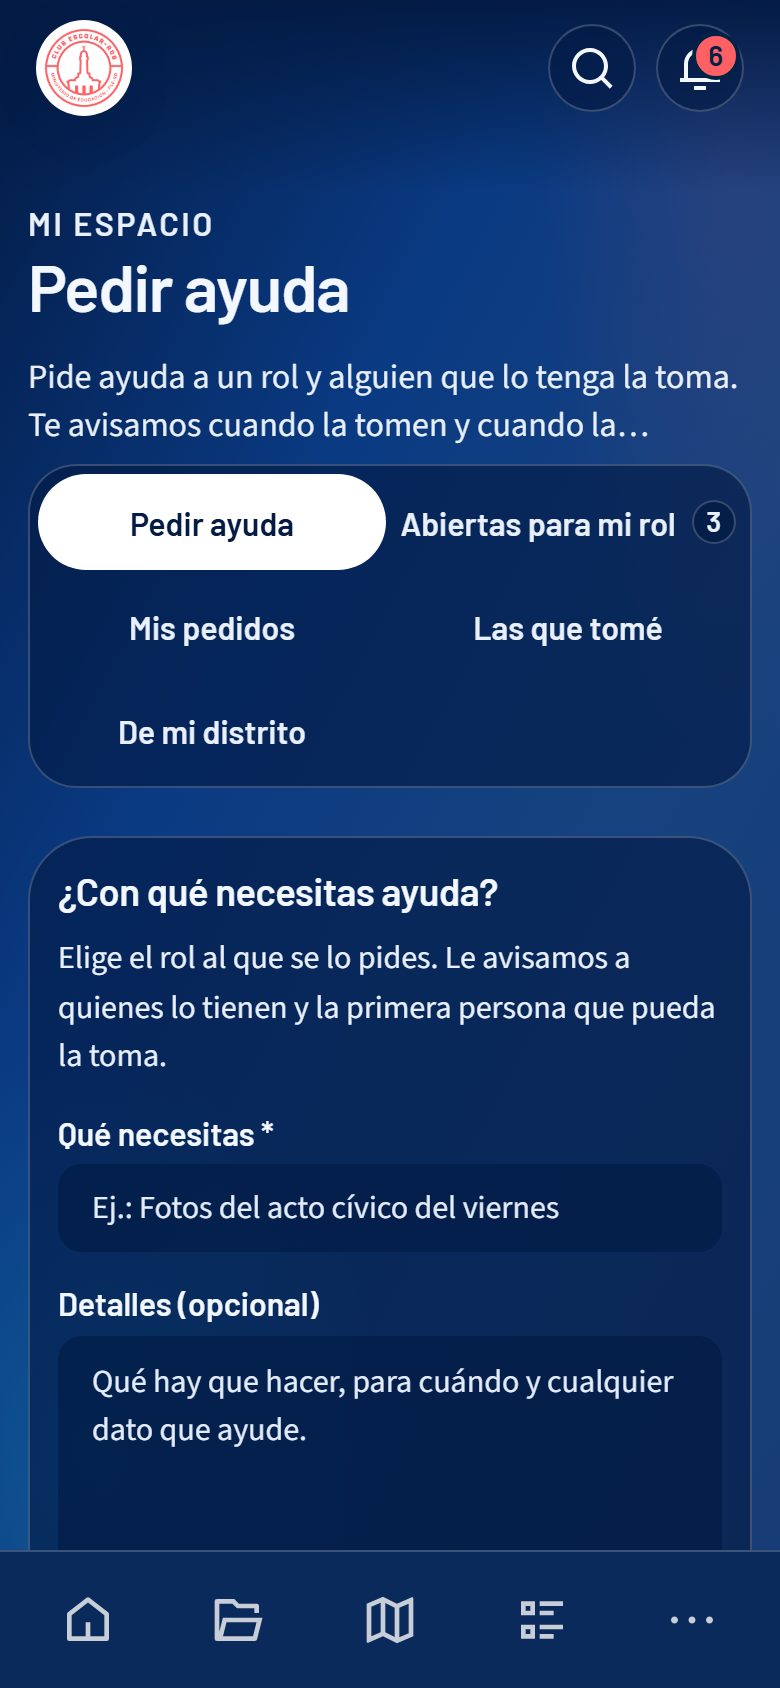 CLUB ESCOLAR-RDB
6
MI ESPACIO
Pedir ayuda
Pide ayuda a un rol y alguien que lo tenga la toma.
Te avisamos cuando la tomen y cuando la…
Pedir ayuda
Abiertas para mi rol 3
Mis pedidos
Las que tomé
De mi distrito
¿Con qué necesitas ayuda?
Elige el rol al que se lo pides. Le avisamos a
quienes lo tienen y la primera persona que pueda
la toma.
Qué necesitas *
Ej.: Fotos del acto cívico del viernes
Detalles (opcional)
Qué hay que hacer, para cuándo y cualquier
dato que ayude.